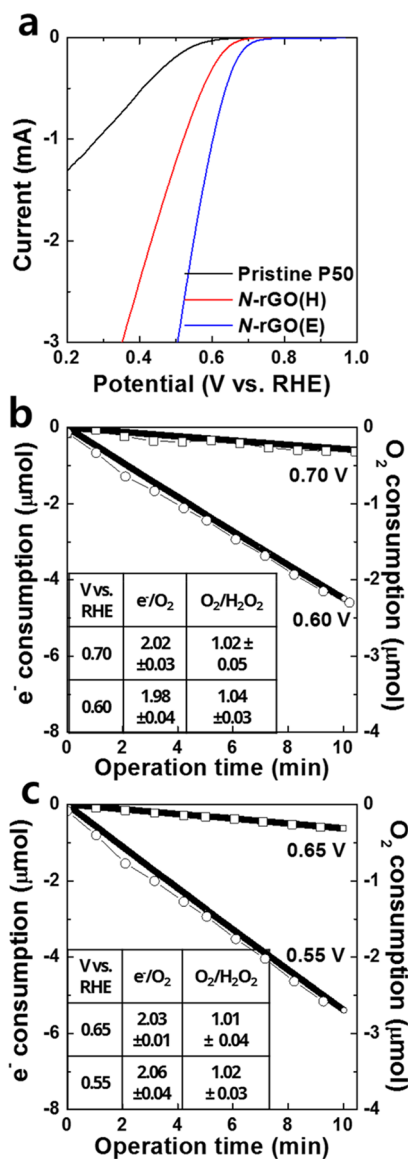 a
Current (mA)
0
-1
-2
-3
Pristine P50
N-rGO(H)
N-rGO(E)
0.2 0.4 0.6 0.8 1.0
Potential (V vs. RHE)
b
e⁻ consumption (μmol)
0
-2
-4
-6
-8
0.70 V
0.60 V
V vs. RHE e⁻/O₂ O₂/H₂O₂
0.70 2.02 ±0.03 1.02 ± 0.05
0.60 1.98 ±0.04 1.04 ±0.03
O₂ consumption (μmol)
0
-1
-2
-3
-4
0 2 4 6 8 10
Operation time (min)
c
e⁻ consumption (μmol)
0
-2
-4
-6
-8
0.65 V
0.55 V
V vs. RHE e⁻/O₂ O₂/H₂O₂
0.65 2.03 ±0.01 1.01 ± 0.04
0.55 2.06 ±0.04 1.02 ± 0.03
O₂ consumption (μmol)
0
-1
-2
-3
-4
0 2 4 6 8 10
Operation time (min)